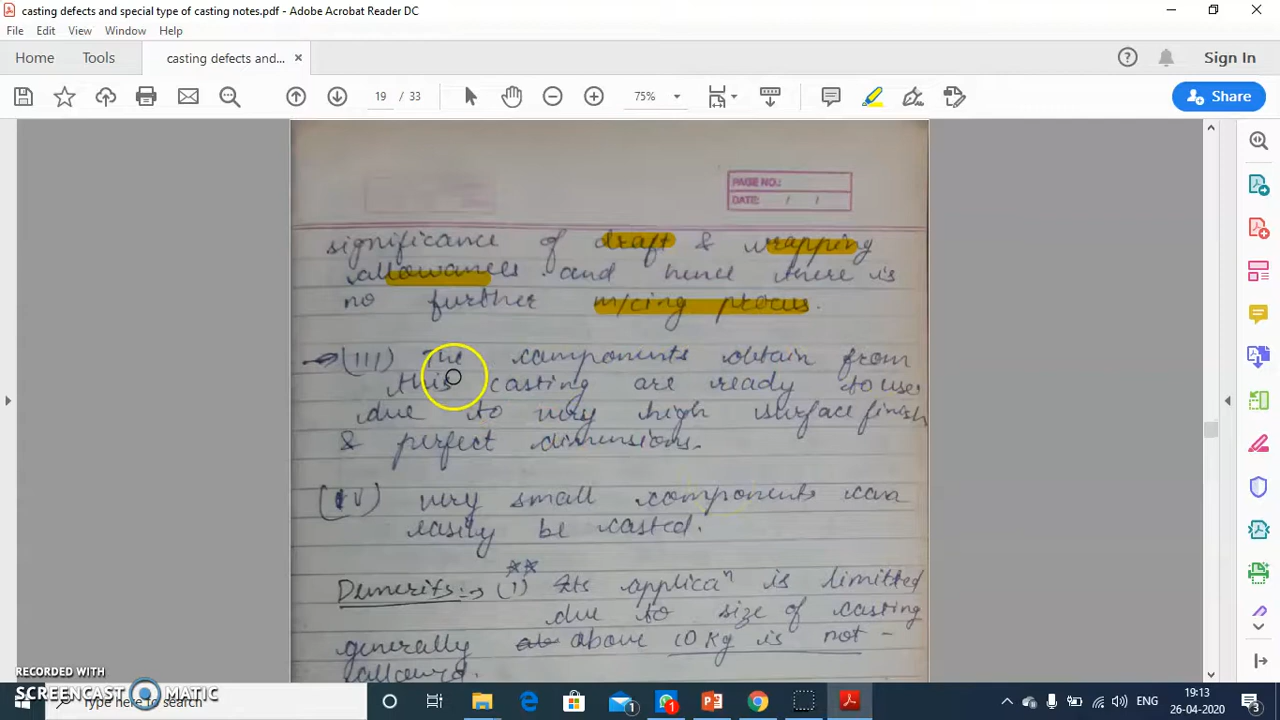 casting defects and special type of casting notes.pdf - Adobe Acrobat Reader DC
File Edit View Window Help
Home Tools casting defects and... × Sign In
19 / 33 75% Share
PAGE NO.:
DATE: / /
significance of draft & wrapping
allowances and hence there is
no further m/cing process.
→(III) The components obtain from
this casting are ready to use
due to very high surface finish
& perfect dimensions.
(IV) very small components can
easily be casted.
Demerits:→ (1) Its applicaⁿ is limitted
due to size of casting
generally above 10 Kg is not -
allowed.
RECORDED WITH
SCREENCAST MATIC
Type here to search
ENG 19:13
26-04-2020